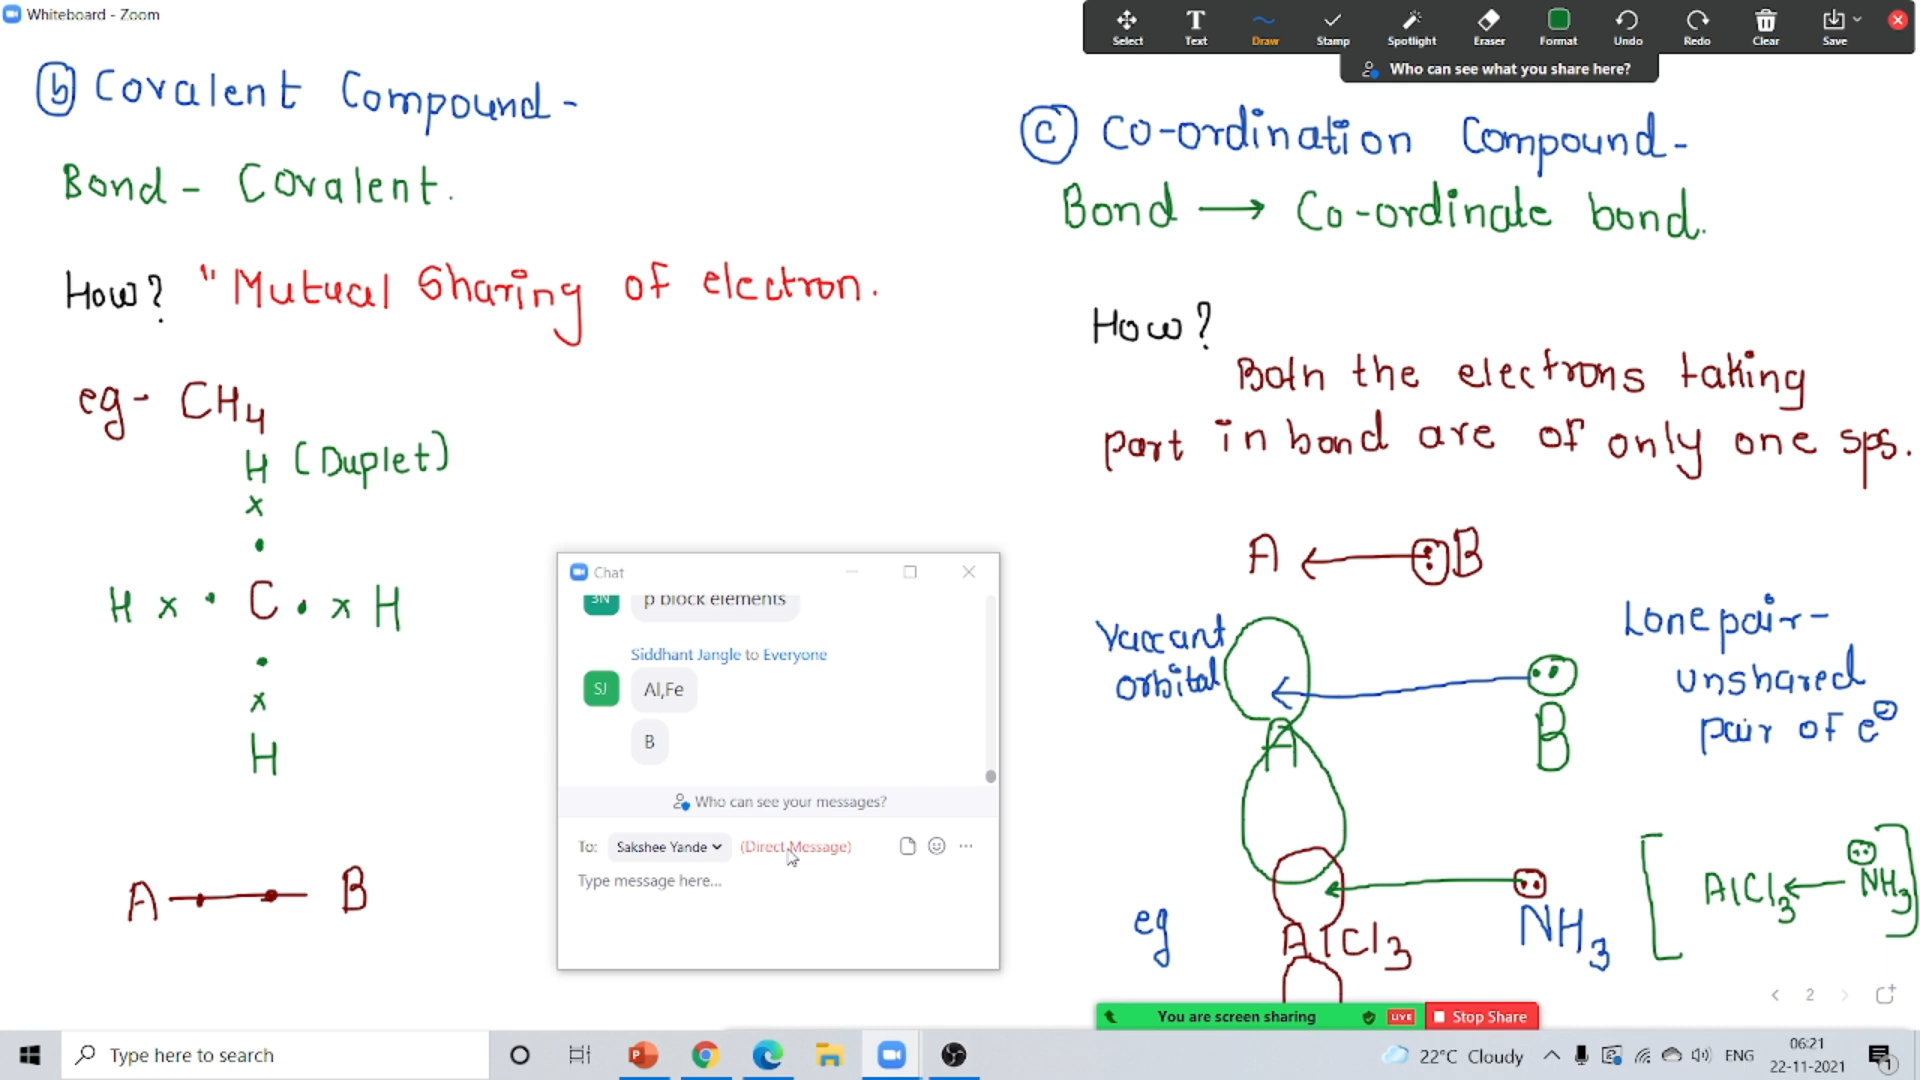 Whiteboard - Zoom
Select Text Draw Stamp Spotlight Eraser Format Undo Redo Clear Save
Who can see what you share here?
(b) Covalent Compound-
Bond - Covalent.
How? "Mutual Sharing of electron.
eg- CH4
H (Duplet)
x
H x • C • x H
x
H
A B
(C) Co-ordination Compound-
Bond → Co-ordinate bond.
How?
Both the electrons taking
part in bond are of only one sps.
A ← B
Vaccant
orbital
A
B
Lone pair-
unshared
pair of e⊖
eg
AlCl3
NH3
[AlCl3 ← NH3]
Chat
p block elements
Siddhant Jangle to Everyone
SJ
Al,Fe
B
Who can see your messages?
To: Sakshee Yande (Direct Message)
Type message here...
2
You are screen sharing
LIVE
Stop Share
Type here to search
22°C Cloudy
ENG
06:21
22-11-2021
1